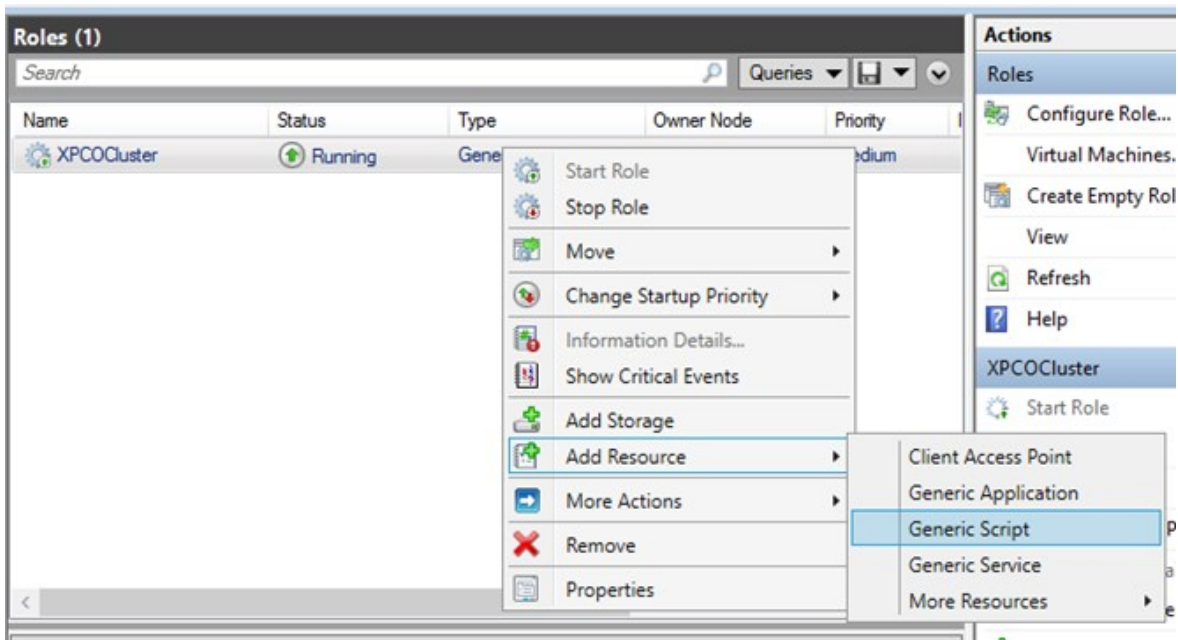 Roles (1)
Search
Queries
Name Status Type Owner Node Priority
XPCOCluster Running Gene edium
Start Role
Stop Role
Move
Change Startup Priority
Information Details...
Show Critical Events
Add Storage
Add Resource
More Actions
Remove
Properties
Client Access Point
Generic Application
Generic Script
Generic Service
More Resources
Actions
Roles
Configure Role...
Virtual Machines.
Create Empty Rol
View
Refresh
Help
XPCOCluster
Start Role